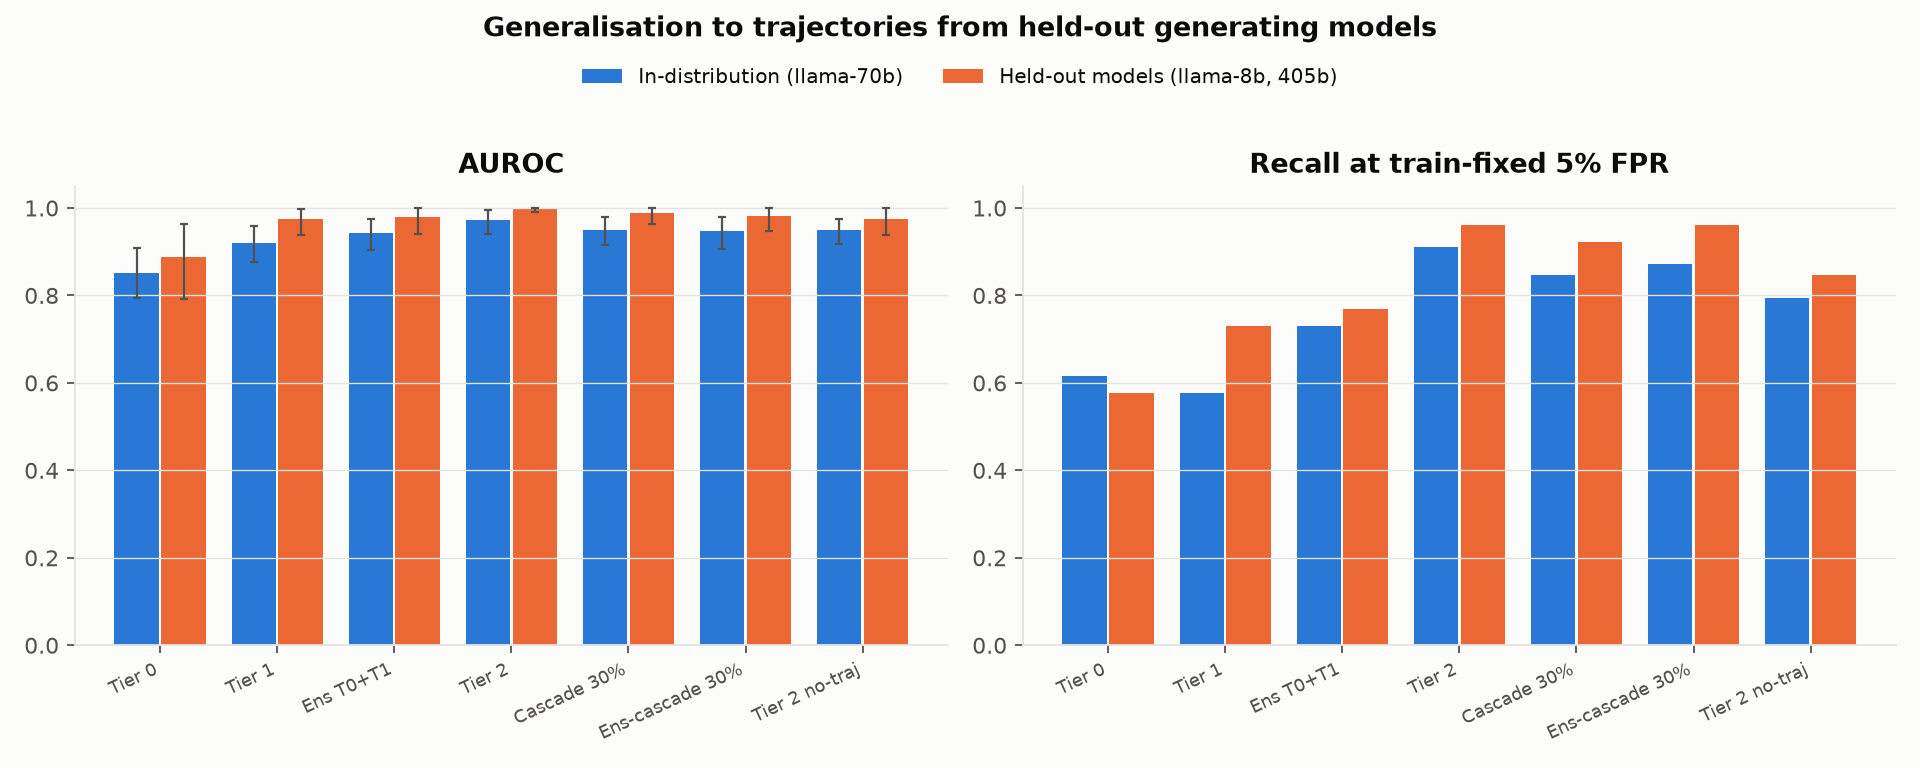 Generalisation to trajectories from held-out generating models
In-distribution (llama-70b)
Held-out models (llama-8b, 405b)
AUROC
1.0
0.8
0.6
0.4
0.2
0.0
Tier 0
Tier 1
Ens T0+T1
Tier 2
Cascade 30%
Ens-cascade 30%
Tier 2 no-traj
Recall at train-fixed 5% FPR
1.0
0.8
0.6
0.4
0.2
0.0
Tier 0
Tier 1
Ens T0+T1
Tier 2
Cascade 30%
Ens-cascade 30%
Tier 2 no-traj